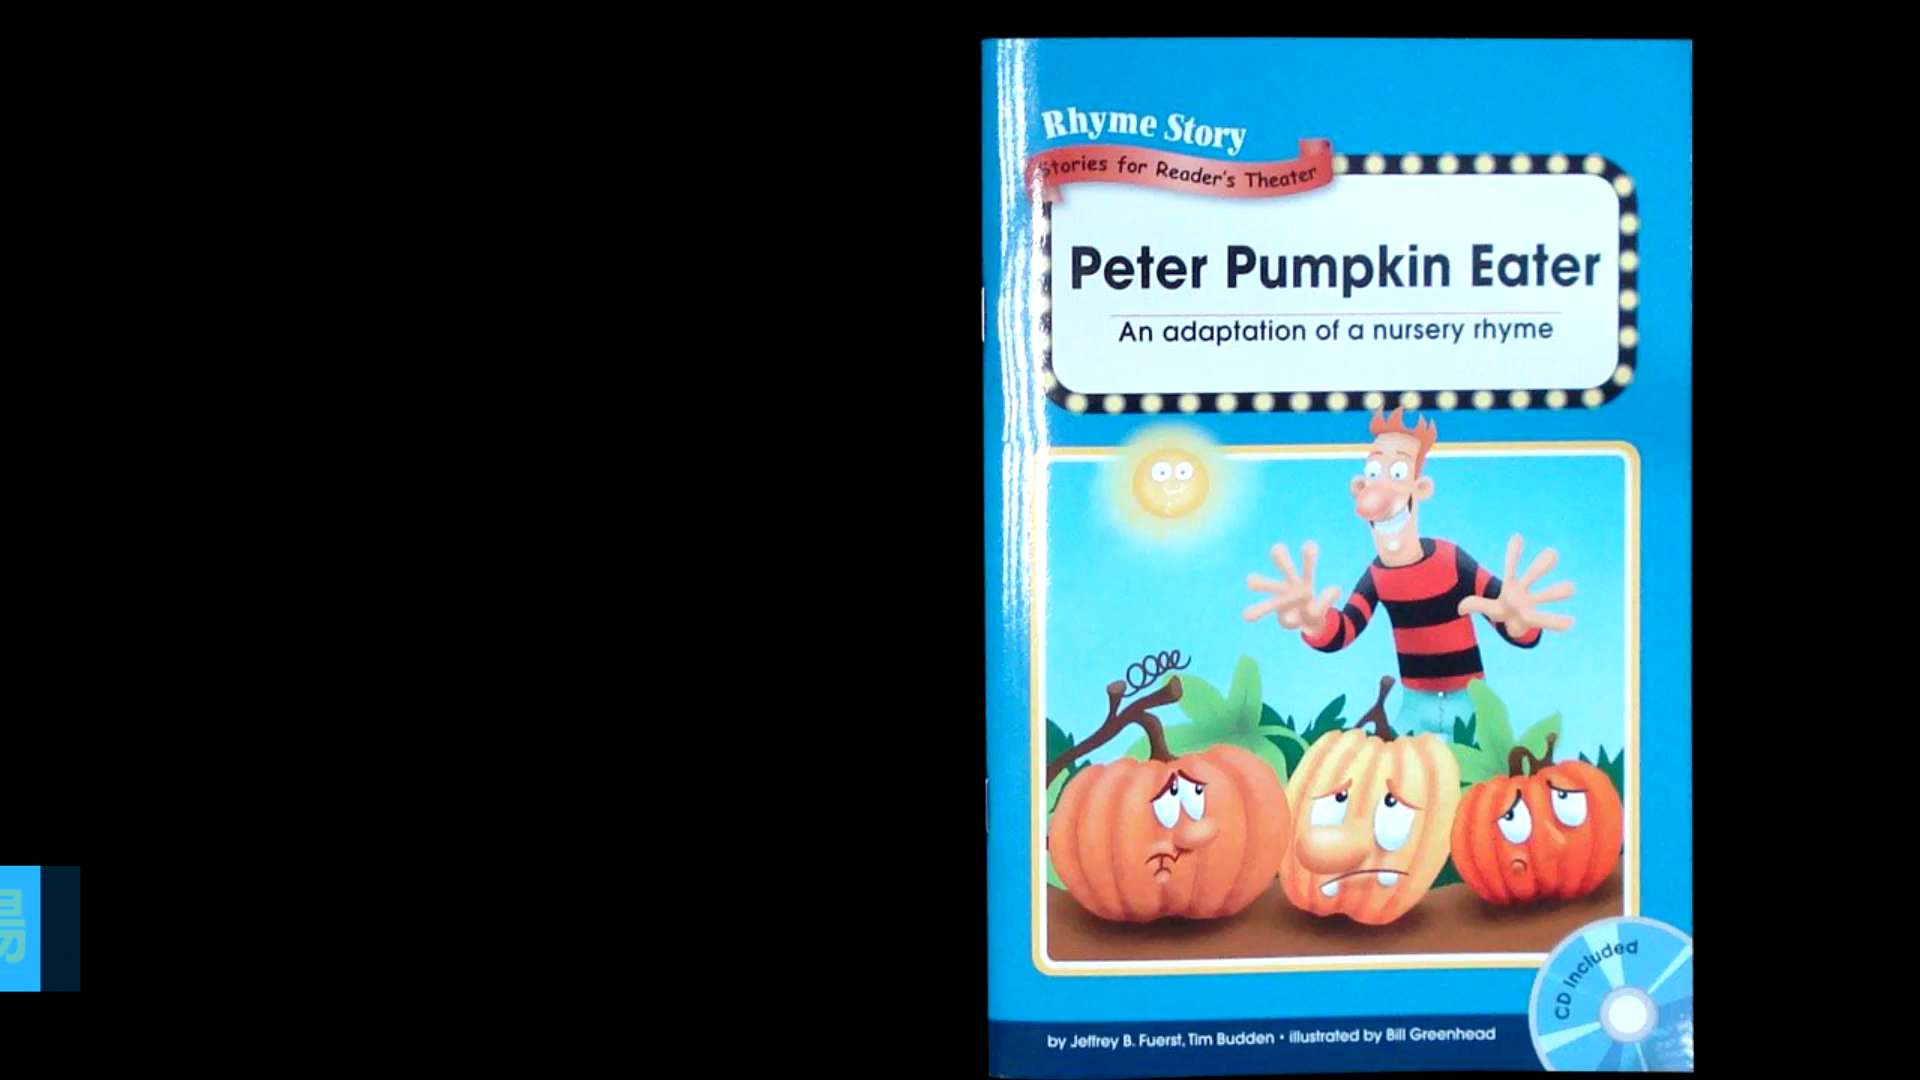 Rhyme Story
Stories for Reader's Theater
Peter Pumpkin Eater
An adaptation of a nursery rhyme
CD Included
by Jeffrey B. Fuerst, Tim Budden • illustrated by Bill Greenhead